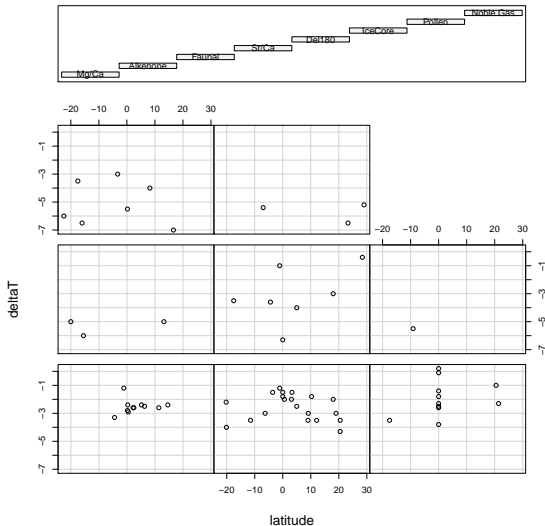 Noble Gas
Pollen
IceCore
Del180
Sr/Ca
Faunal
Alkenone
Mg/Ca
−20 −10 0 10 20 30
−1
−3
−5
−7
−20 −10 0 10 20 30
−1
−3
−5
−7
deltaT
−1
−3
−5
−7
−20 −10 0 10 20 30
latitude